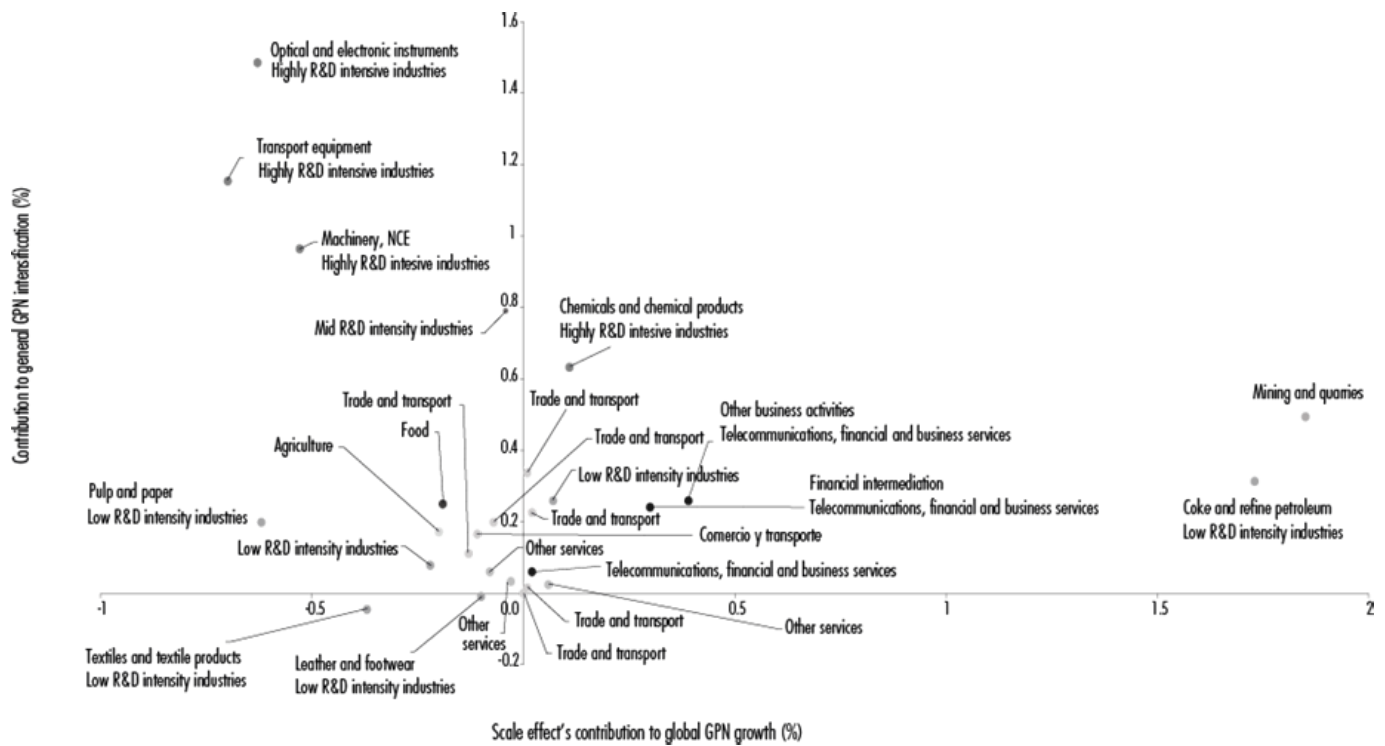 1.6
Optical and electronic instruments
Highly R&D intensive industries
1.4
Transport equipment
Highly R&D intensive industries
1.2
Machinery, NCE
Highly R&D intesive industries
1
Contribution to general GPN intensification (%)
0.8
Mid R&D intensity industries
Chemicals and chemical products
Highly R&D intesive industries
0.6
Trade and transport
Trade and transport
Mining and quarries
Other business activities
Telecommunications, financial and business services
Food
Trade and transport
Agriculture
0.4
Low R&D intensity industries
Financial intermediation
Telecommunications, financial and business services
Pulp and paper
Low R&D intensity industries
Coke and refine petroleum
Low R&D intensity industries
0.2
Trade and transport
Comercio y transporte
Low R&D intensity industries
Other services
Telecommunications, financial and business services
-1
-0.5
0.0
0.5
1
1.5
2
Other
services
Trade and transport
Other services
Trade and transport
-0.2
Textiles and textile products
Low R&D intensity industries
Leather and footwear
Low R&D intensity industries
Scale effect's contribution to global GPN growth (%)